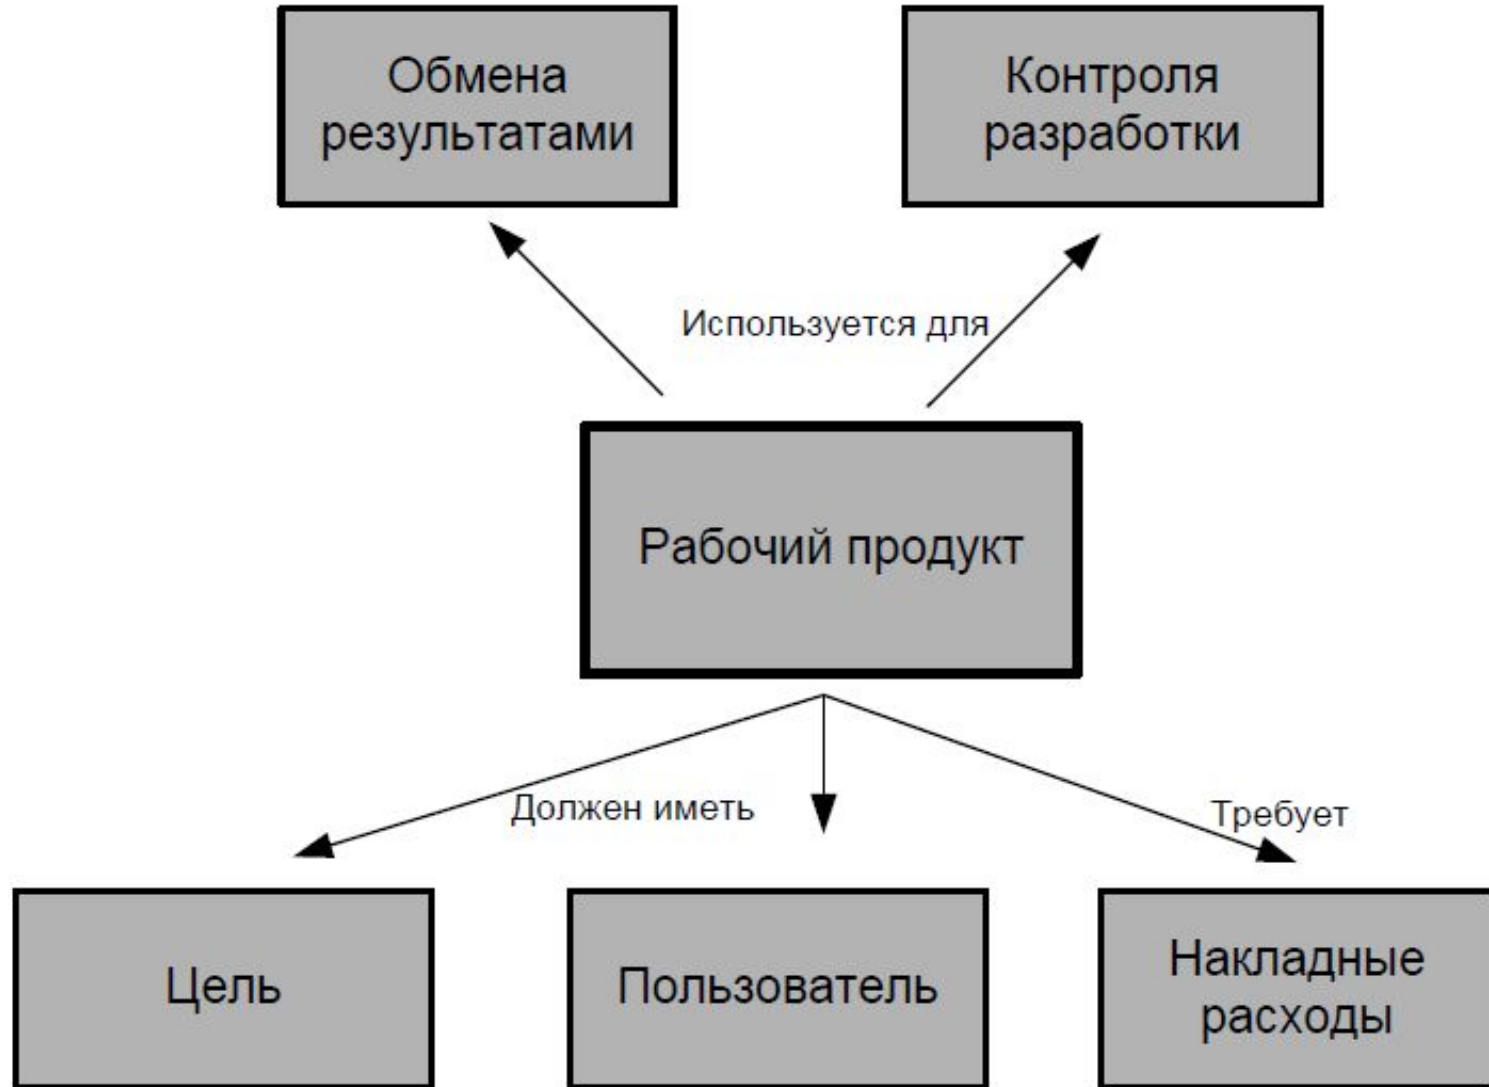 Обмена
результатами
Контроля
разработки
Используется для
Рабочий продукт
Должен иметь
Требует
Цель
Пользователь
Накладные
расходы